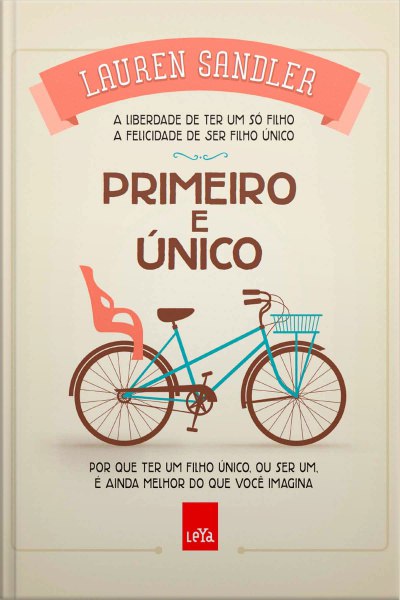 LAUREN SANDLER
A LIBERDADE DE TER UM SÓ FILHO
A FELICIDADE DE SER FILHO ÚNICO
PRIMEIRO
E
ÚNICO
POR QUE TER UM FILHO ÚNICO, OU SER UM,
É AINDA MELHOR DO QUE VOCÊ IMAGINA
LeYa